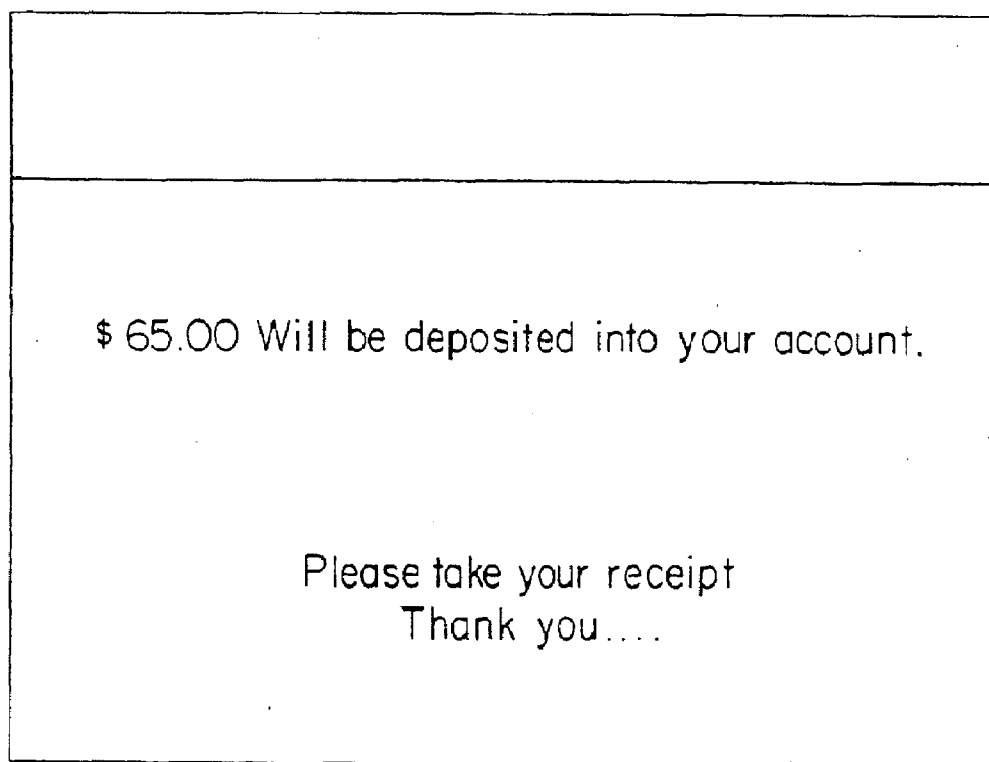 $ 65.00 Will be deposited into your account.
Please take your receipt
Thank you....